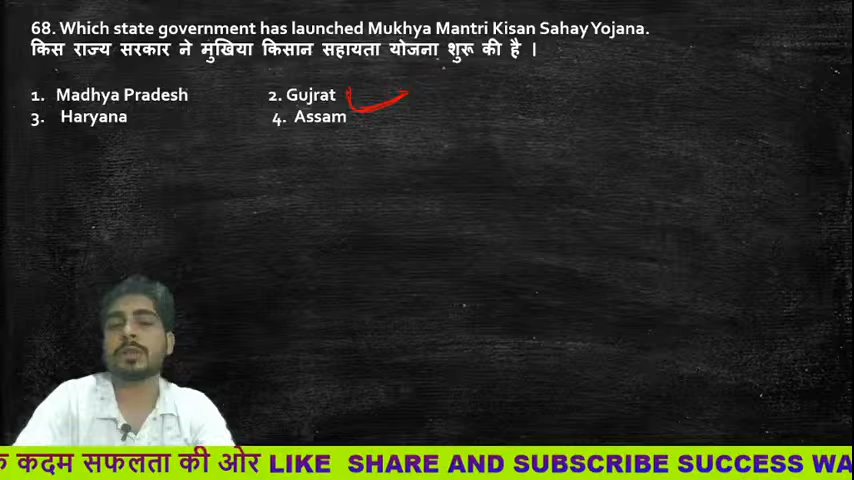 68. Which state government has launched Mukhya Mantri Kisan Sahay Yojana.
किस राज्य सरकार ने मुखिया किसान सहायता योजना शुरू की है ।
1. Madhya Pradesh 2. Gujrat
3. Haryana 4. Assam
कदम सफलता की ओर LIKE SHARE AND SUBSCRIBE SUCCESS WA